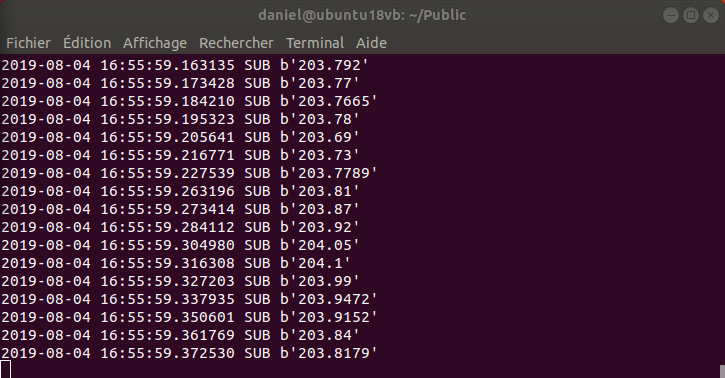 daniel@ubuntu18vb: ~/Public
Fichier Édition Affichage Rechercher Terminal Aide
2019-08-04 16:55:59.163135 SUB b'203.792'
2019-08-04 16:55:59.173428 SUB b'203.77'
2019-08-04 16:55:59.184210 SUB b'203.7665'
2019-08-04 16:55:59.195323 SUB b'203.78'
2019-08-04 16:55:59.205641 SUB b'203.69'
2019-08-04 16:55:59.216771 SUB b'203.73'
2019-08-04 16:55:59.227539 SUB b'203.7789'
2019-08-04 16:55:59.263196 SUB b'203.81'
2019-08-04 16:55:59.273414 SUB b'203.87'
2019-08-04 16:55:59.284112 SUB b'203.92'
2019-08-04 16:55:59.304980 SUB b'204.05'
2019-08-04 16:55:59.316308 SUB b'204.1'
2019-08-04 16:55:59.327203 SUB b'203.99'
2019-08-04 16:55:59.337935 SUB b'203.9472'
2019-08-04 16:55:59.350601 SUB b'203.9152'
2019-08-04 16:55:59.361769 SUB b'203.84'
2019-08-04 16:55:59.372530 SUB b'203.8179'